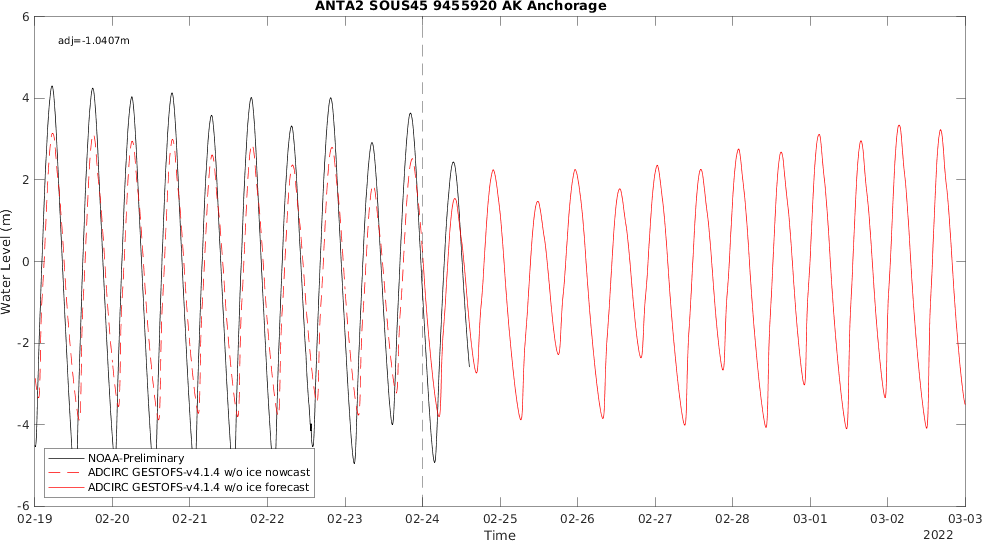 ANTA2 SOUS45 9455920 AK Anchorage
adj=-1.0407m
6
4
2
0
-2
-4
-6
Water Level (m)
NOAA-Preliminary
ADCIRC GESTOFS-v4.1.4 w/o ice nowcast
ADCIRC GESTOFS-v4.1.4 w/o ice forecast
02-19 02-20 02-21 02-22 02-23 02-24 02-25 02-26 02-27 02-28 03-01 03-02 03-03
Time
2022